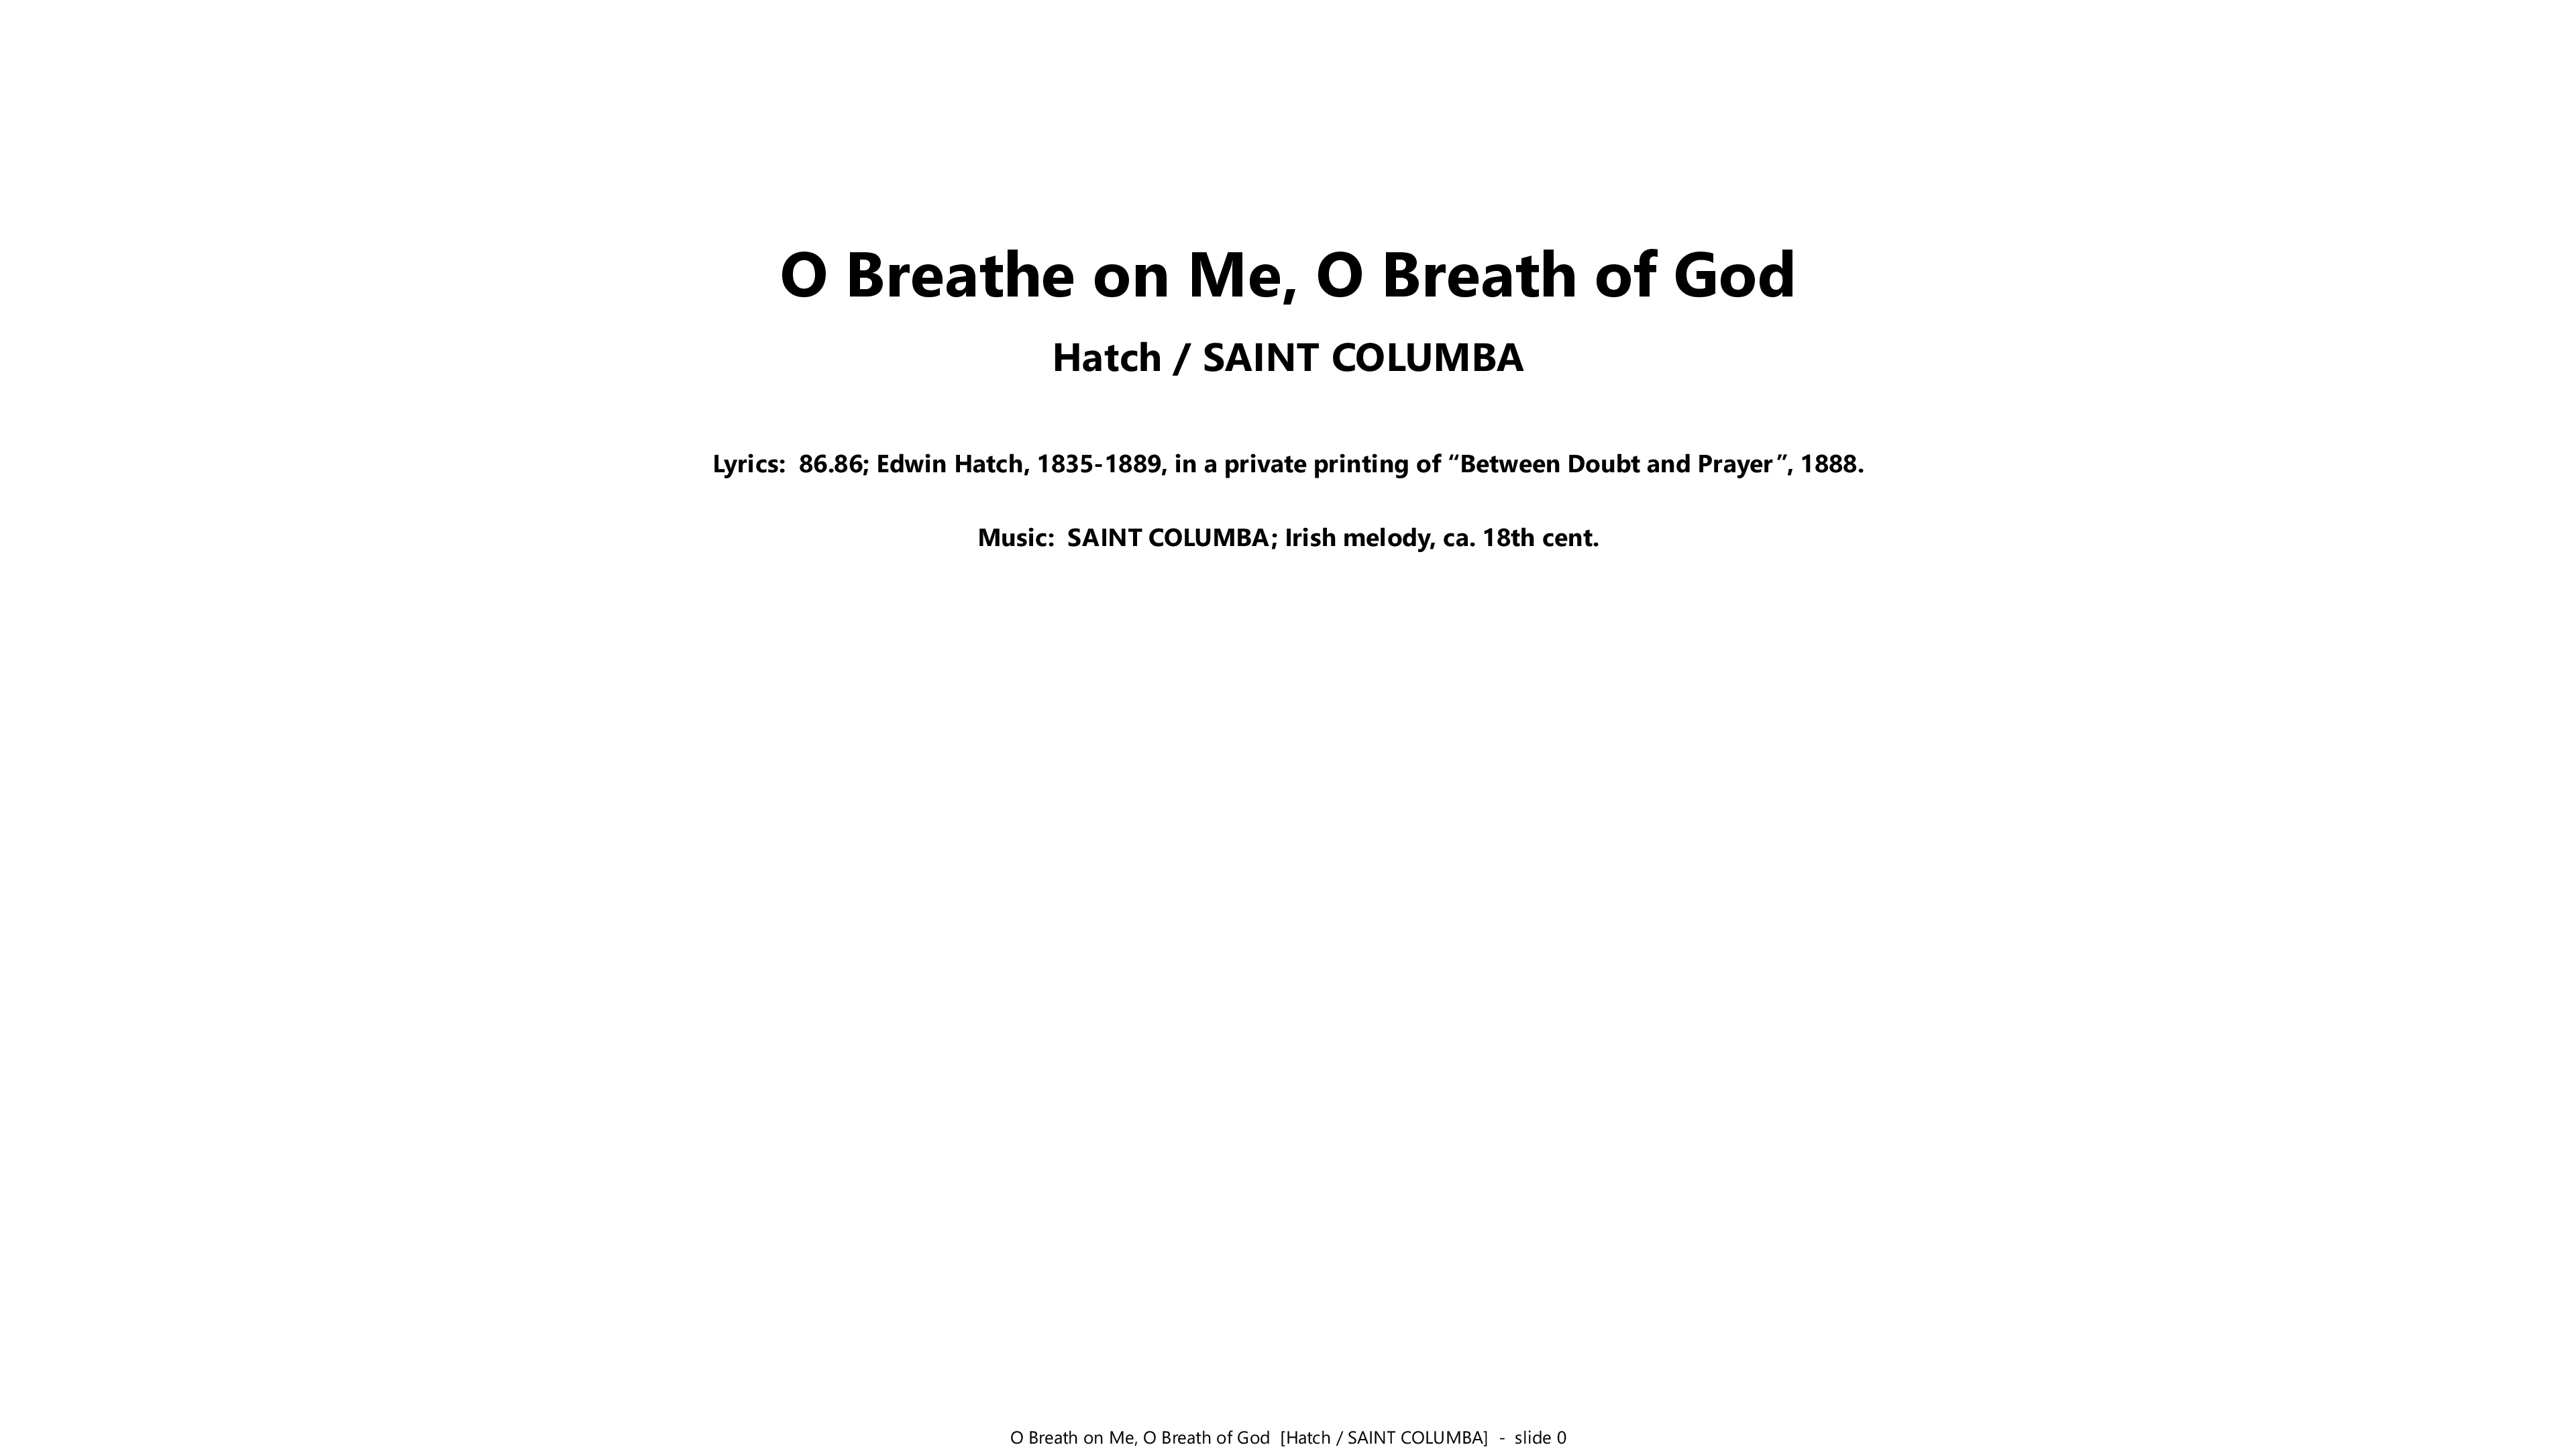 O Breathe on Me, O Breath of God
Hatch / SAINT COLUMBA
Lyrics:  86.86; Edwin Hatch, 1835-1889, in a private printing of “Between Doubt and Prayer”, 1888.
Music:  SAINT COLUMBA; Irish melody, ca. 18th cent.
O Breath on Me, O Breath of God  [Hatch / SAINT COLUMBA]  -  slide 0